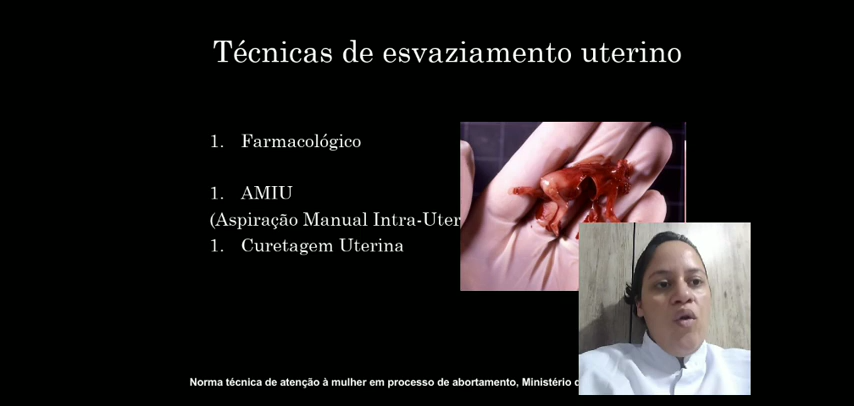 Técnicas de esvaziamento uterino
1. Farmacológico
1. AMIU
(Aspiração Manual Intra-Uter
1. Curetagem Uterina
Norma técnica de atenção à mulher em processo de abortamento, Ministério d